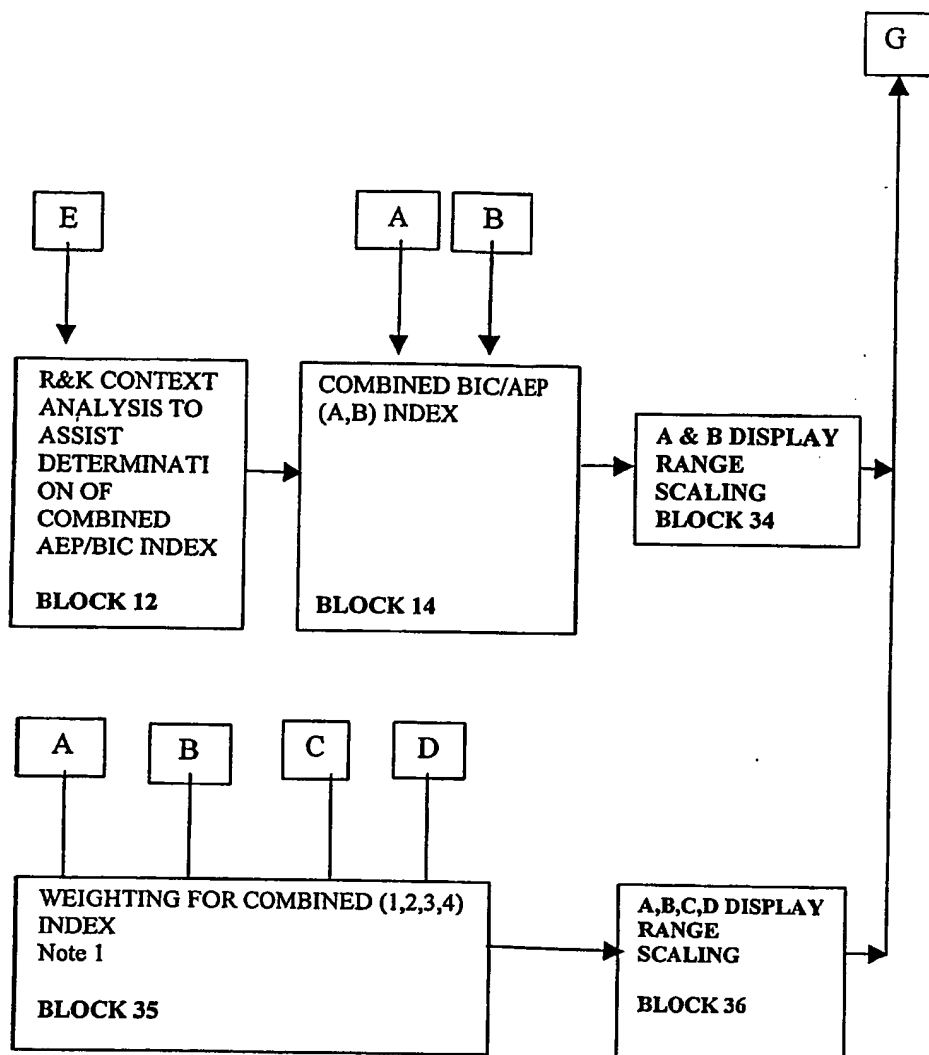 G
E
A
B
R&K CONTEXT
ANALYSIS TO
ASSIST
DETERMINATI
ON OF
COMBINED
AEP/BIC INDEX
BLOCK 12
COMBINED BIC/AEP
(A,B) INDEX
BLOCK 14
A & B DISPLAY
RANGE
SCALING
BLOCK 34
A
B
C
D
WEIGHTING FOR COMBINED (1,2,3,4)
INDEX
Note 1
BLOCK 35
A,B,C,D DISPLAY
RANGE
SCALING
BLOCK 36